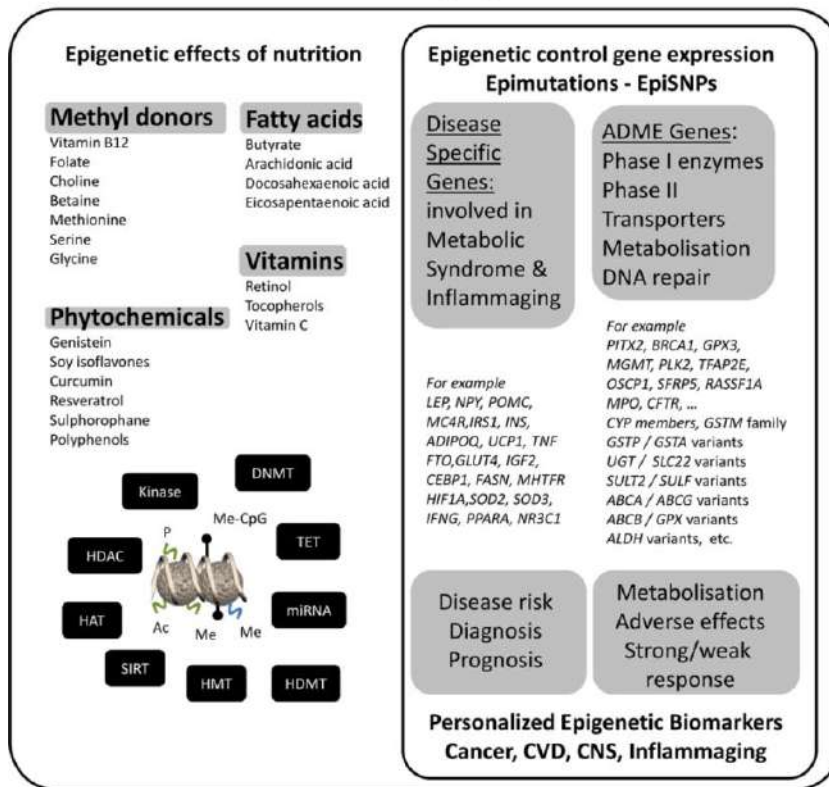 Epigenetic effects of nutrition
Methyl donors
Vitamin B12
Folate
Choline
Betaine
Methionine
Serine
Glycine
Fatty acids
Butyrate
Arachidonic acid
Docosahexaenoic acid
Eicosapentaenoic acid
Vitamins
Retinol
Tocopherols
Vitamin C
Phytochemicals
Genistein
Soy isoflavones
Curcumin
Resveratrol
Sulphorophane
Polyphenols
DNMT
Kinase
Me-CpG
P
TET
HDAC
miRNA
HAT
Ac
Me
Me
SIRT
HMT
HDMT
Epigenetic control gene expression
Epimutations - EpiSNPs
Disease
Specific
Genes:
involved in
Metabolic
Syndrome &
Inflammaging
For example
LEP, NPY, POMC,
MC4R,IRS1, INS,
ADIPOQ, UCP1, TNF
FTO,GLUT4, IGF2,
CEBP1, FASN, MHTFR
HIF1A,SOD2, SOD3,
IFNG, PPARA, NR3C1
Disease risk
Diagnosis
Prognosis
ADME Genes:
Phase I enzymes
Phase II
Transporters
Metabolisation
DNA repair
For example
PITX2, BRCA1, GPX3,
MGMT, PLK2, TFAP2E,
OSCP1, SFRP5, RASSF1A
MPO, CFTR, ...
CYP members, GSTM family
GSTP / GSTA variants
UGT / SLC22 variants
SULT2 / SULF variants
ABCA / ABCG variants
ABCB / GPX variants
ALDH variants, etc.
Metabolisation
Adverse effects
Strong/weak
response
Personalized Epigenetic Biomarkers
Cancer, CVD, CNS, Inflammaging